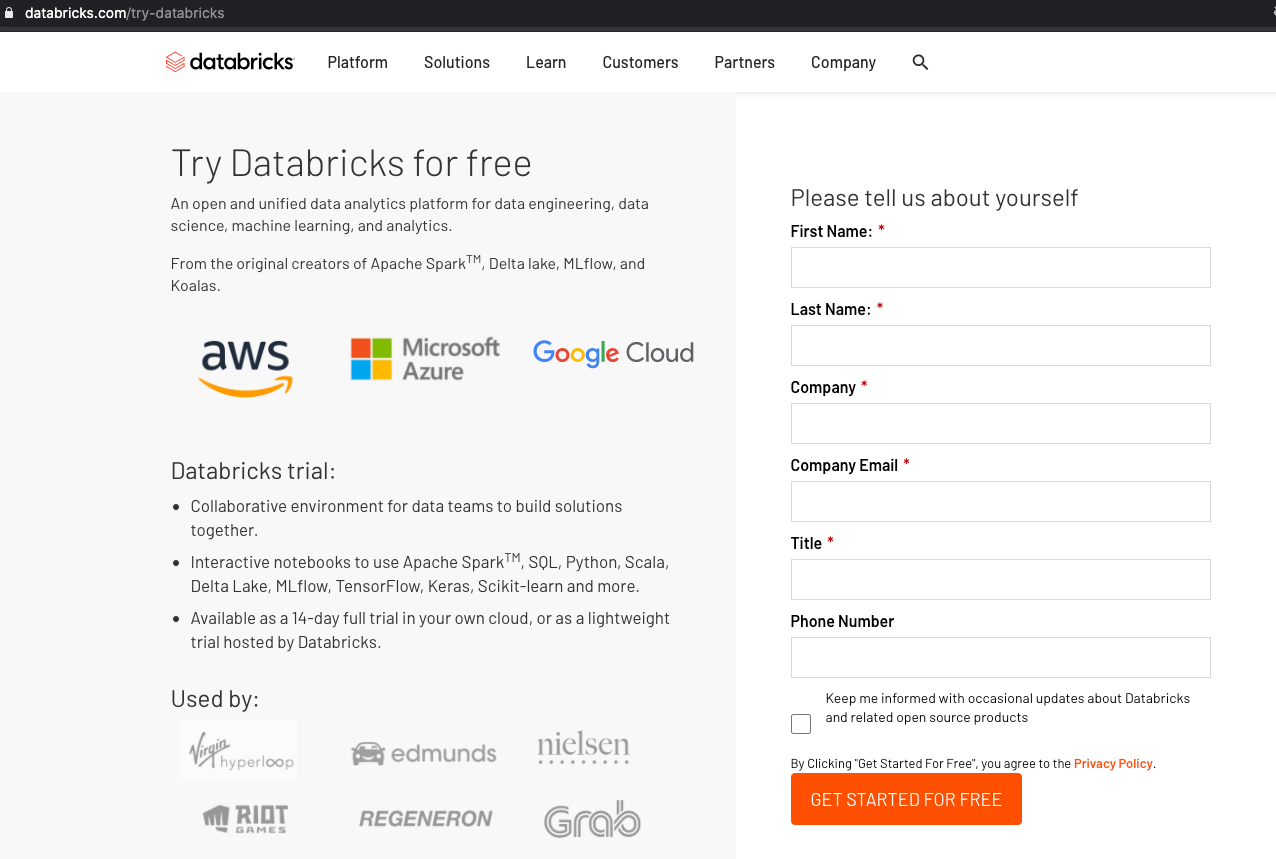 databricks.com/try-databricks
databricks
Platform Solutions Learn Customers Partners Company
Try Databricks for free
An open and unified data analytics platform for data engineering, data
science, machine learning, and analytics.
From the original creators of Apache Spark™, Delta lake, MLflow, and
Koalas.
aws
Microsoft
Azure
Google Cloud
Databricks trial:
• Collaborative environment for data teams to build solutions
together.
• Interactive notebooks to use Apache Spark™, SQL, Python, Scala,
Delta Lake, MLflow, TensorFlow, Keras, Scikit-learn and more.
• Available as a 14-day full trial in your own cloud, or as a lightweight
trial hosted by Databricks.
Used by:
Virgin
hyperloop
edmunds
nielsen
RIOT
GAMES
REGENERON
Grab
Please tell us about yourself
First Name: *
Last Name: *
Company *
Company Email *
Title *
Phone Number
Keep me informed with occasional updates about Databricks
and related open source products
By Clicking "Get Started For Free", you agree to the Privacy Policy.
GET STARTED FOR FREE